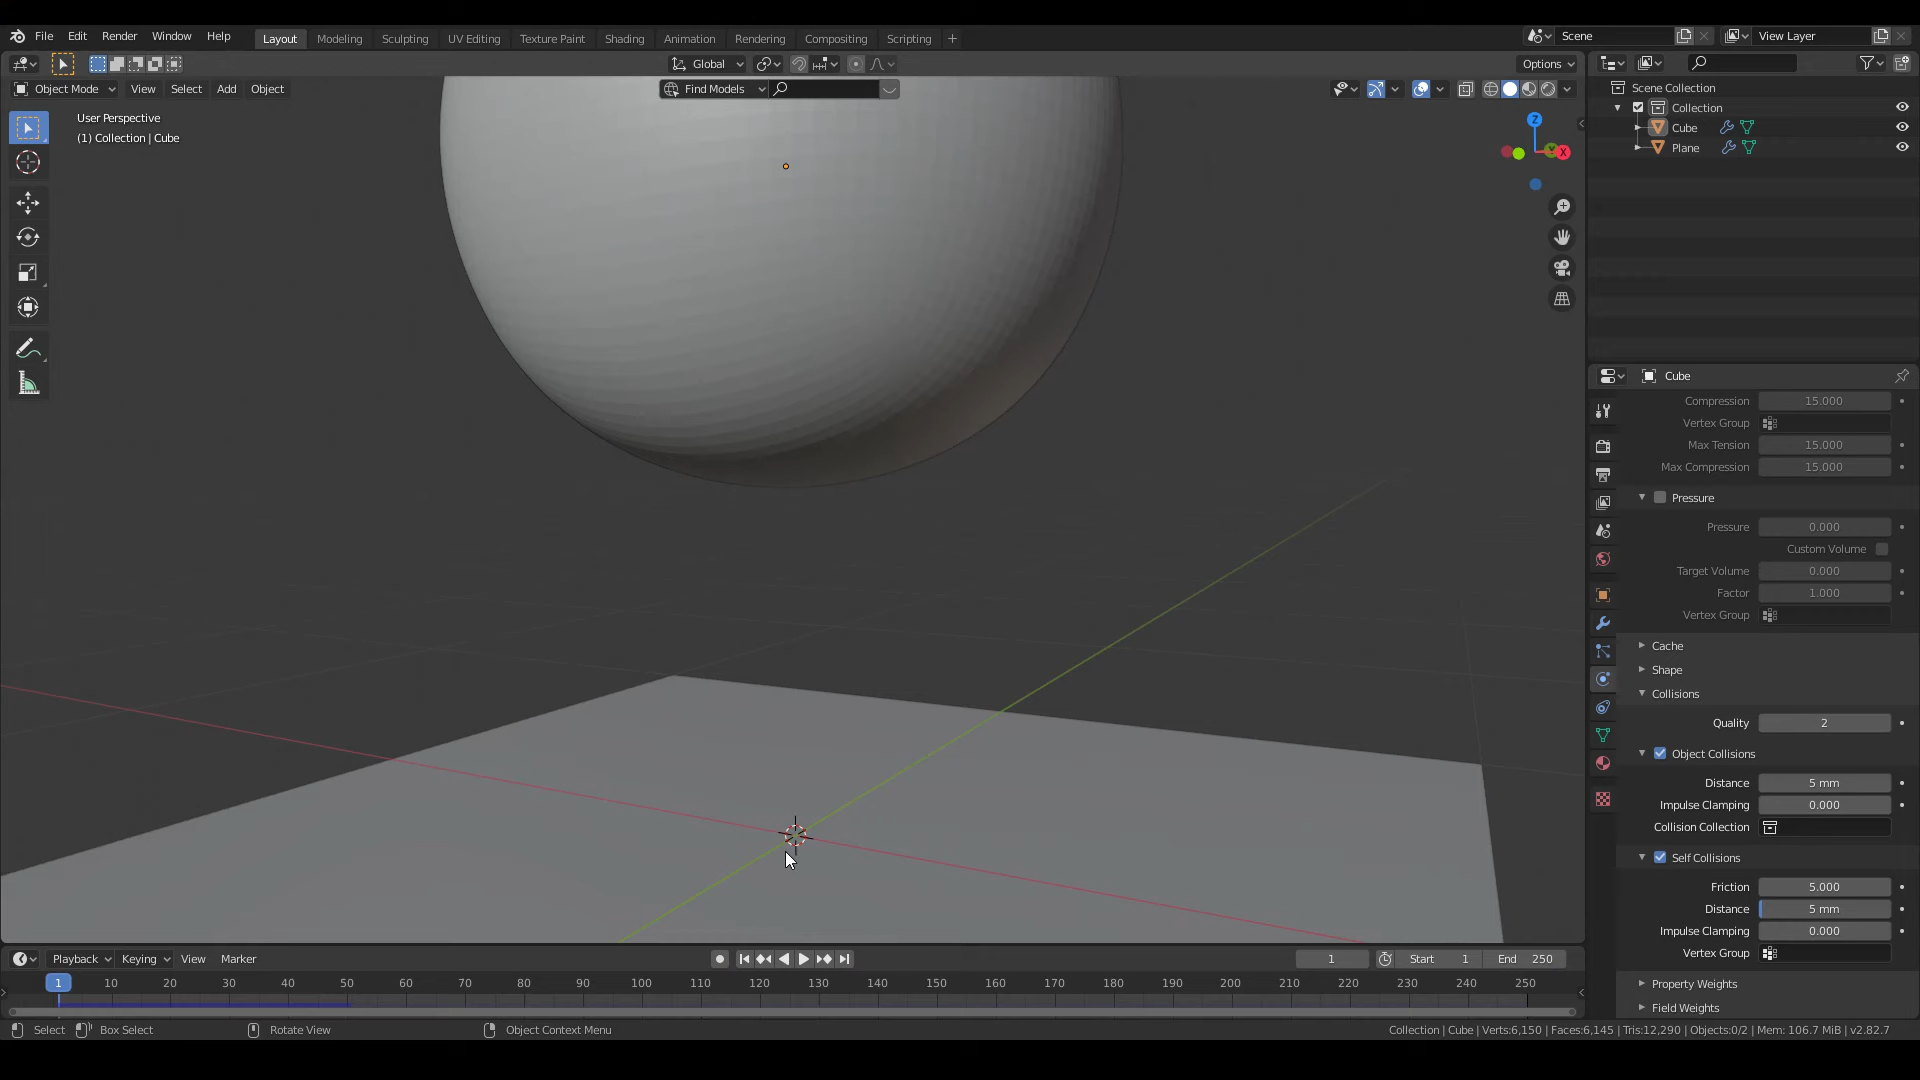 File Edit Render Window Help Layout Modeling Sculpting UV Editing Texture Paint Shading Animation Rendering Compositing Scripting + Scene View Layer
Global Options
Object Mode View Select Add Object Find Models
User Perspective
(1) Collection | Cube
Z
Y
X
Scene Collection
Collection
Cube
Plane
Cube
Compression 15.000
Vertex Group
Max Tension 15.000
Max Compression 15.000
Pressure
Pressure 0.000
Custom Volume
Target Volume 0.000
Factor 1.000
Vertex Group
Cache
Shape
Collisions
Quality 2
Object Collisions
Distance 5 mm
Impulse Clamping 0.000
Collision Collection
Self Collisions
Friction 5.000
Distance 5 mm
Impulse Clamping 0.000
Vertex Group
Property Weights
Field Weights
Playback Keying View Marker 1 Start 1 End 250
1 10 20 30 40 50 60 70 80 90 100 110 120 130 140 150 160 170 180 190 200 210 220 230 240 250
Select Box Select Rotate View Object Context Menu Collection | Cube | Verts:6,150 | Faces:6,145 | Tris:12,290 | Objects:0/2 | Mem: 106.7 MiB | v2.82.7